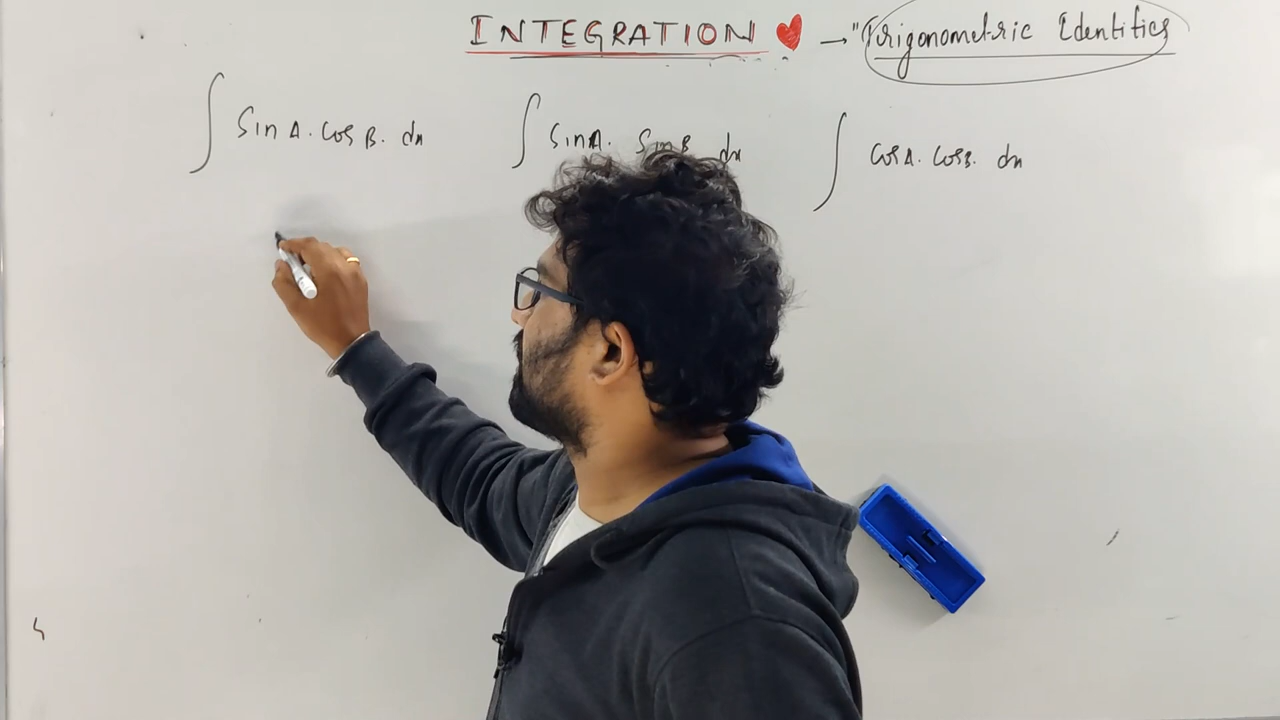 INTEGRATION ❤ → "Trigonometric Identities
∫ Sin A. Cos B. dx ∫ Sin A. Sin B dx ∫ Cos A. Cos B. dx